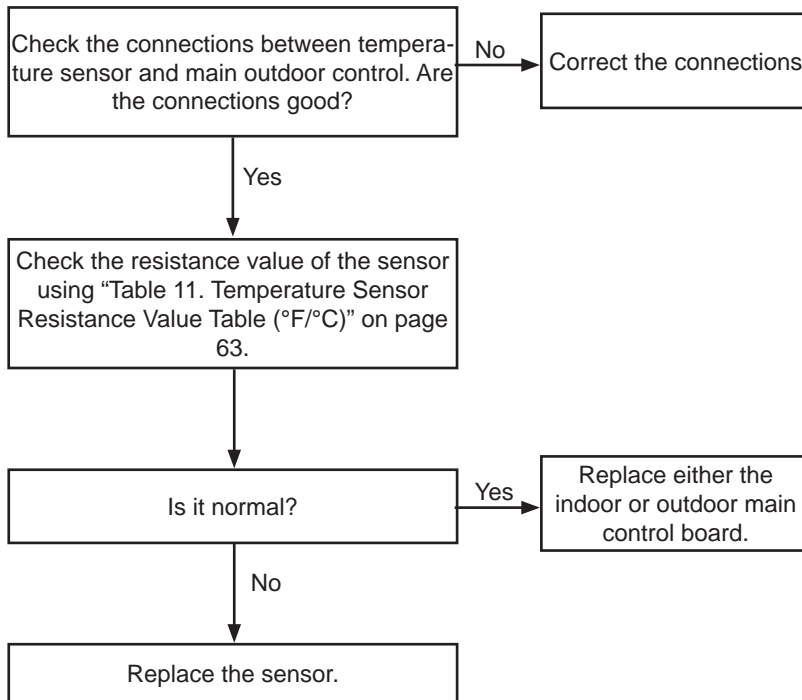 Check the connections between tempera-
ture sensor and main outdoor control. Are
the connections good?
No
Correct the connections
Yes
Check the resistance value of the sensor
using “Table 11. Temperature Sensor
Resistance Value Table (°F/°C)” on page
63.
Is it normal?
Yes
Replace either the
indoor or outdoor main
control board.
No
Replace the sensor.